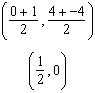 (0 + 1 / 2, 4 + −4 / 2)
(1 / 2, 0)